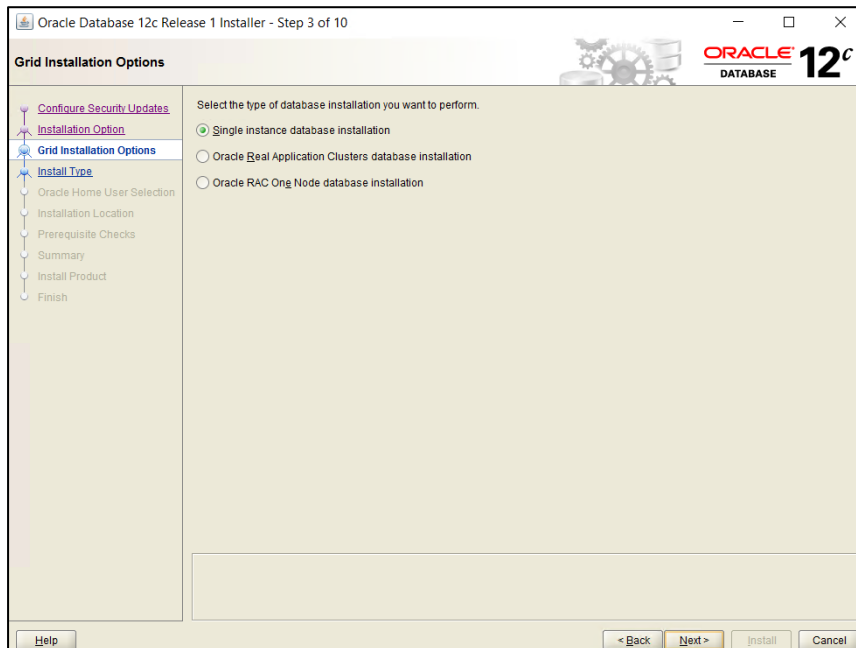 Oracle Database 12c Release 1 Installer - Step 3 of 10
Grid Installation Options
ORACLE
DATABASE
12c
Configure Security Updates
Installation Option
Grid Installation Options
Install Type
Oracle Home User Selection
Installation Location
Prerequisite Checks
Summary
Install Product
Finish
Select the type of database installation you want to perform.
Single instance database installation
Oracle Real Application Clusters database installation
Oracle RAC One Node database installation
Help
< Back
Next >
Install
Cancel